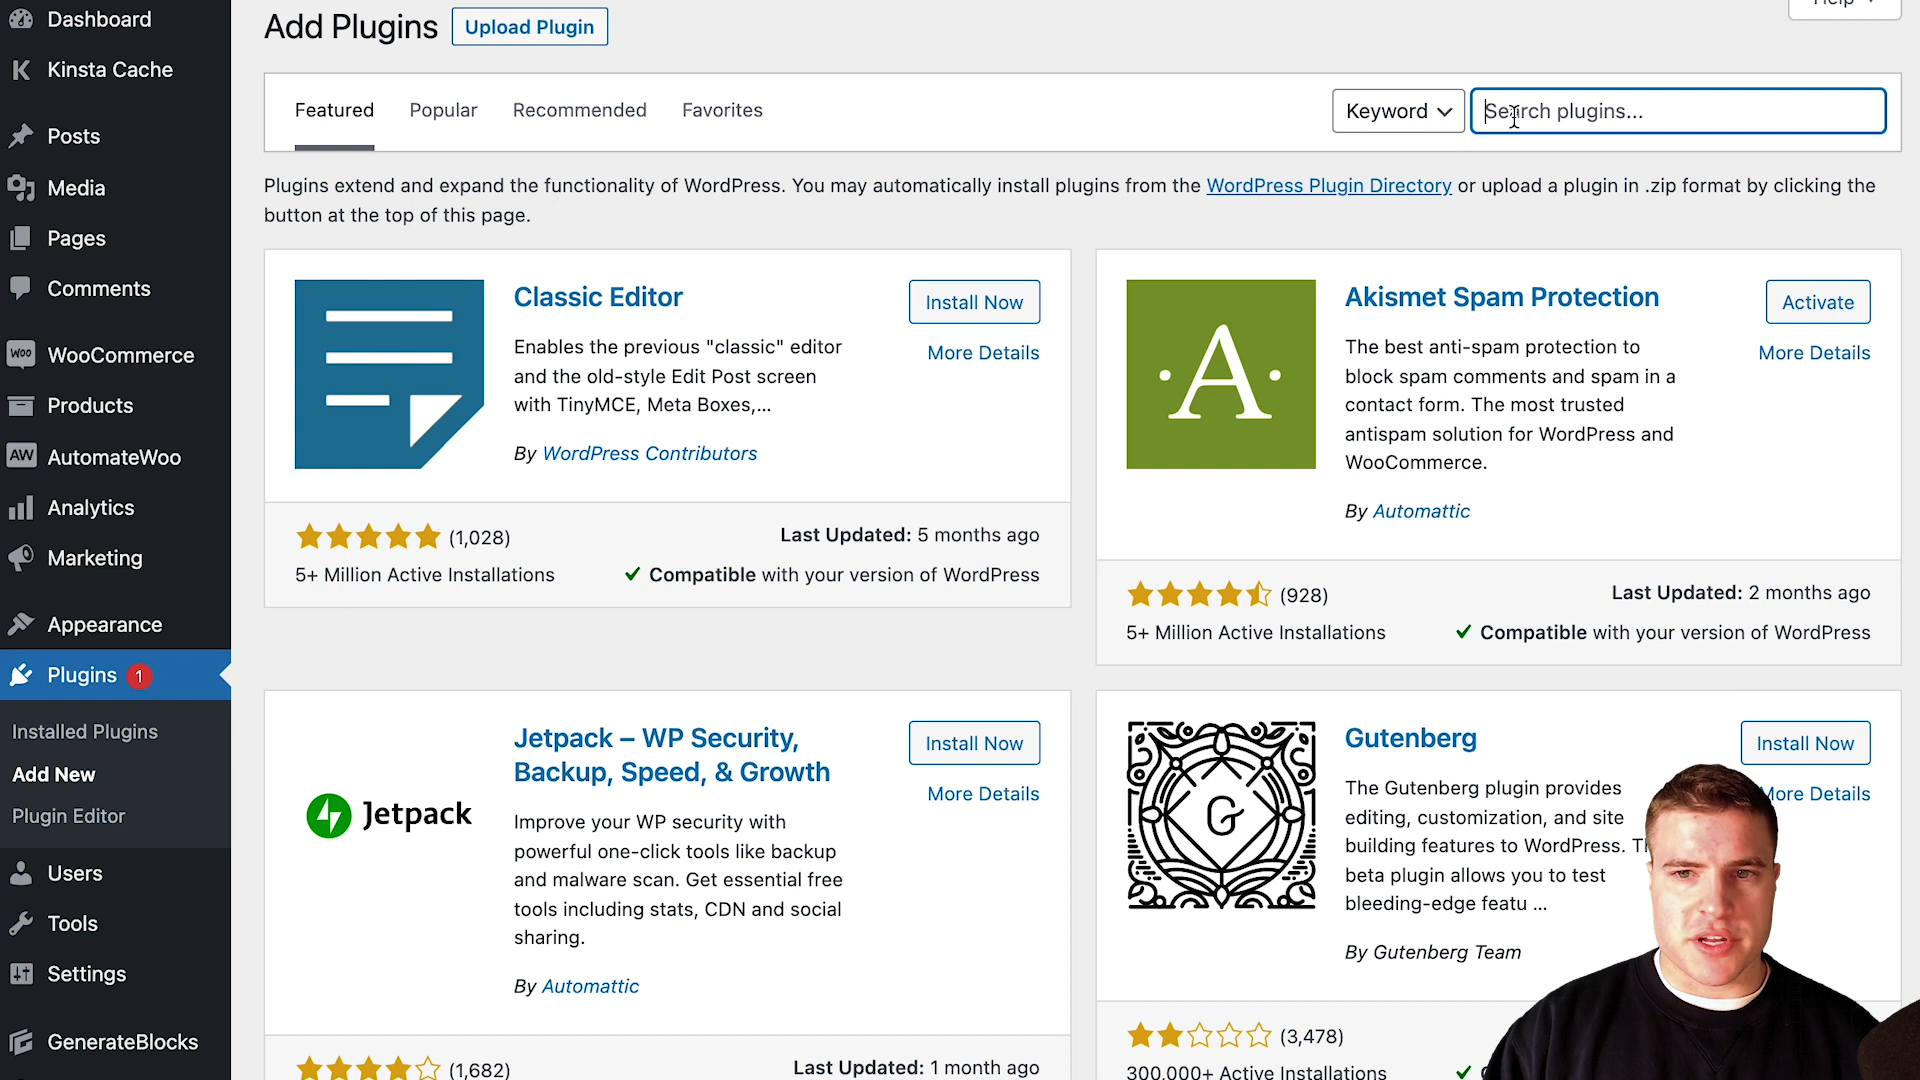 Dashboard
Kinsta Cache
Posts
Media
Pages
Comments
WOO WooCommerce
Products
AW AutomateWoo
Analytics
Marketing
Appearance
Plugins 1
Installed Plugins
Add New
Plugin Editor
Users
Tools
Settings
GenerateBlocks
Help
Add Plugins Upload Plugin
Featured Popular Recommended Favorites Keyword Search plugins...
Plugins extend and expand the functionality of WordPress. You may automatically install plugins from the WordPress Plugin Directory or upload a plugin in .zip format by clicking the
button at the top of this page.
Classic Editor
Install Now
More Details
Enables the previous "classic" editor
and the old-style Edit Post screen
with TinyMCE, Meta Boxes,...
By WordPress Contributors
(1,028)
Last Updated: 5 months ago
5+ Million Active Installations
Compatible with your version of WordPress
A
Akismet Spam Protection
Activate
More Details
The best anti-spam protection to
block spam comments and spam in a
contact form. The most trusted
antispam solution for WordPress and
WooCommerce.
By Automattic
(928)
Last Updated: 2 months ago
5+ Million Active Installations
Compatible with your version of WordPress
Jetpack
Jetpack – WP Security,
Backup, Speed, & Growth
Install Now
More Details
Improve your WP security with
powerful one-click tools like backup
and malware scan. Get essential free
tools including stats, CDN and social
sharing.
By Automattic
(1,682)
Last Updated: 1 month ago
G
Gutenberg
Install Now
More Details
The Gutenberg plugin provides
editing, customization, and site
building features to WordPress.
beta plugin allows you to test
bleeding-edge featu ...
By Gutenberg Team
(3,478)
300,000+ Active Installations